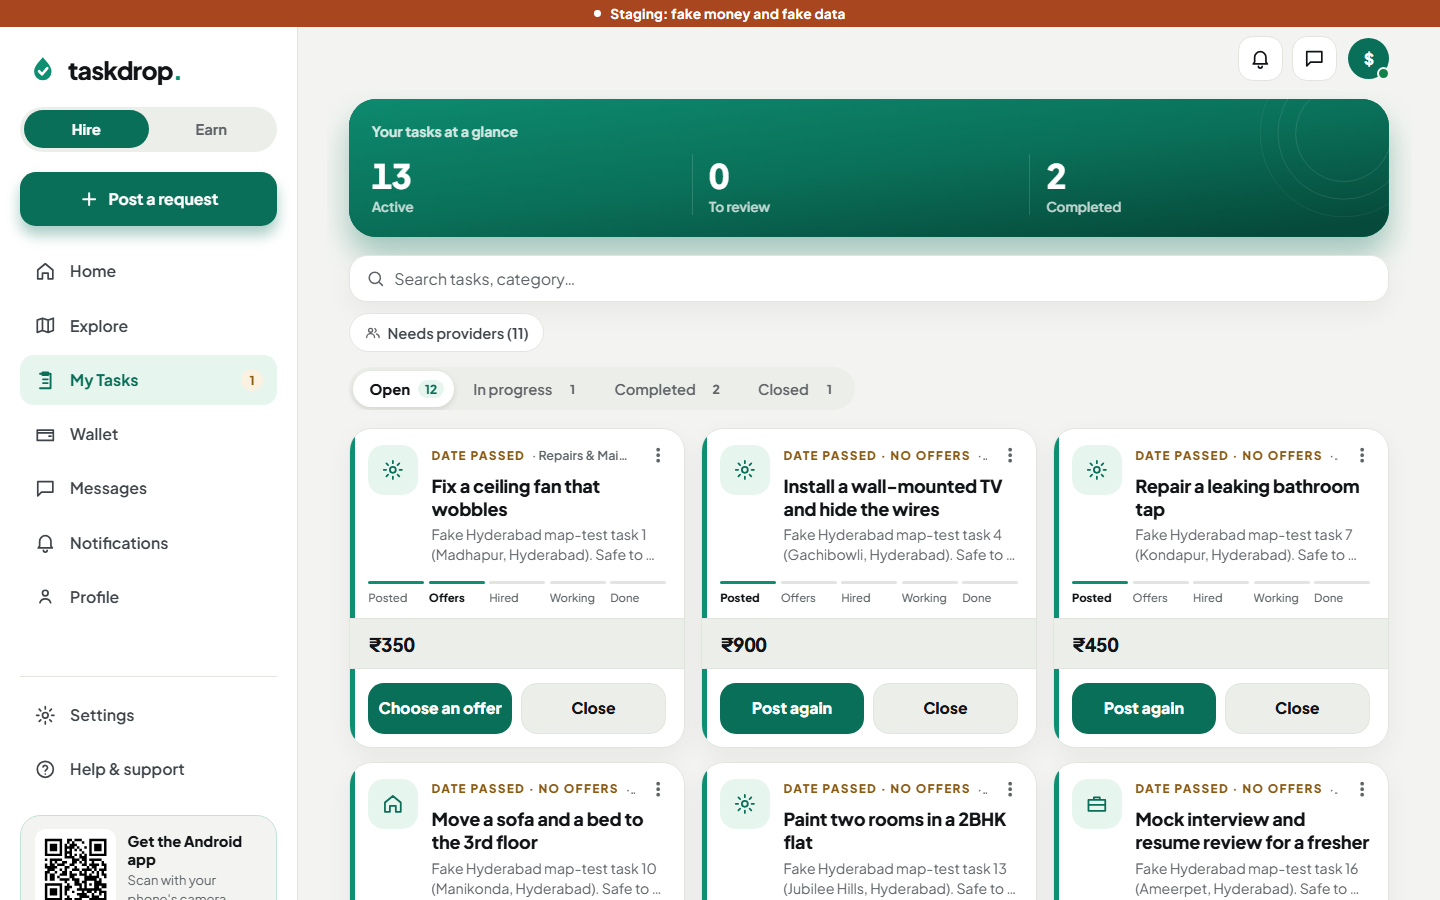 Staging: fake money and fake data
taskdrop.
Hire
Earn
Post a request
Home
Explore
My Tasks
1
Wallet
Messages
Notifications
Profile
Settings
Help & support
Get the Android
app
Scan with your
phone's camera
$
Your tasks at a glance
13
Active
0
To review
2
Completed
Search tasks, category...
Needs providers (11)
Open 12
In progress 1
Completed 2
Closed 1
DATE PASSED · Repairs & Mai...
Fix a ceiling fan that
wobbles
Fake Hyderabad map-test task 1
(Madhapur, Hyderabad). Safe to ...
Posted Offers Hired Working Done
₹350
Choose an offer
Close
DATE PASSED · NO OFFERS ·...
Install a wall-mounted TV
and hide the wires
Fake Hyderabad map-test task 4
(Gachibowli, Hyderabad). Safe to ...
Posted Offers Hired Working Done
₹900
Post again
Close
DATE PASSED · NO OFFERS ·...
Repair a leaking bathroom
tap
Fake Hyderabad map-test task 7
(Kondapur, Hyderabad). Safe to ...
Posted Offers Hired Working Done
₹450
Post again
Close
DATE PASSED · NO OFFERS ·...
Move a sofa and a bed to
the 3rd floor
Fake Hyderabad map-test task 10
(Manikonda, Hyderabad). Safe to ...
DATE PASSED · NO OFFERS ·...
Paint two rooms in a 2BHK
flat
Fake Hyderabad map-test task 13
(Jubilee Hills, Hyderabad). Safe to ...
DATE PASSED · NO OFFERS ·...
Mock interview and
resume review for a fresher
Fake Hyderabad map-test task 16
(Ameerpet, Hyderabad). Safe to ...